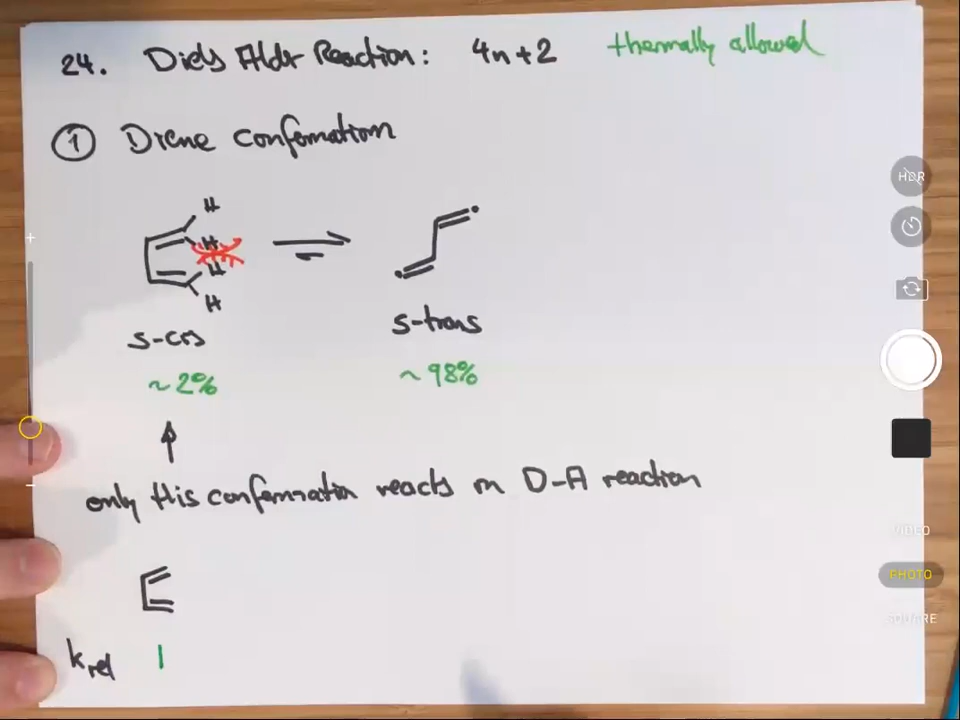 24. Diels Alder Reaction: 4n+2 thermally allowed
① Diene conformation
H
H
H
H
s-cis s-trans
~2% ~98%
only this conformation reacts in D-A reaction
k rel 1
HDR
VIDEO
PHOTO
SQUARE